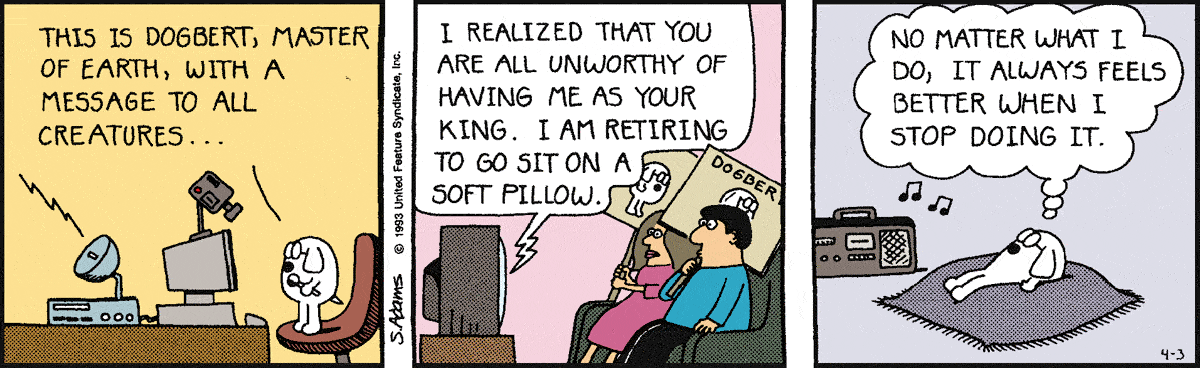 THIS IS DOGBERT, MASTER
OF EARTH, WITH A
MESSAGE TO ALL
CREATURES...
S.Adams © 1993 United Feature Syndicate, Inc.
I REALIZED THAT YOU
ARE ALL UNWORTHY OF
HAVING ME AS YOUR
KING. I AM RETIRING
TO GO SIT ON A
SOFT PILLOW.
DOGBER
NO MATTER WHAT I
DO, IT ALWAYS FEELS
BETTER WHEN I
STOP DOING IT.
4-3